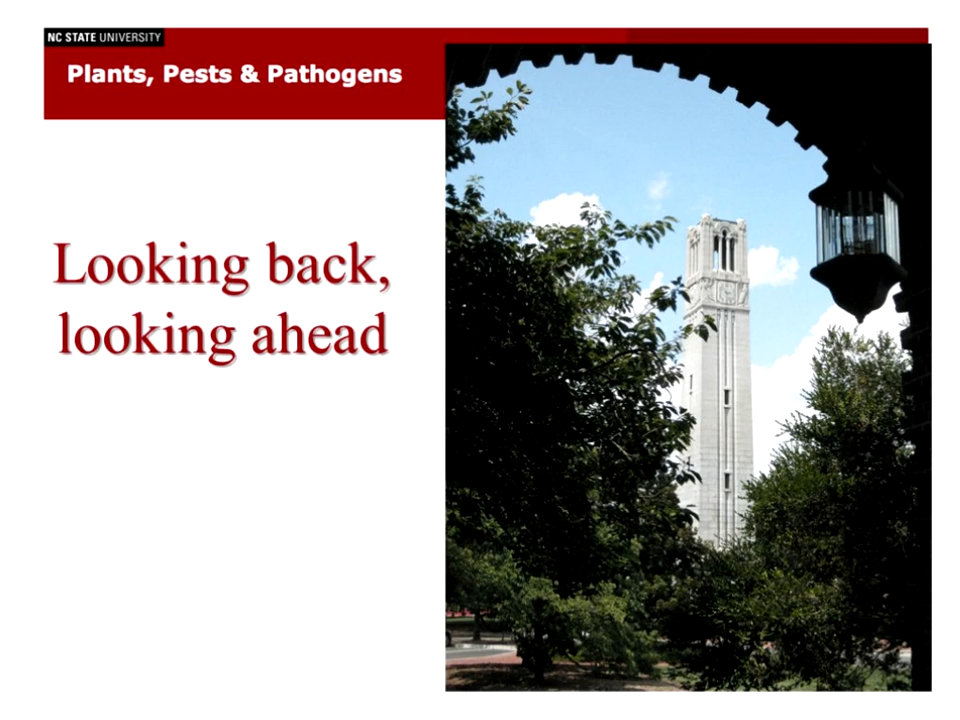 NC STATE UNIVERSITY
Plants, Pests & Pathogens
Looking back,
looking ahead